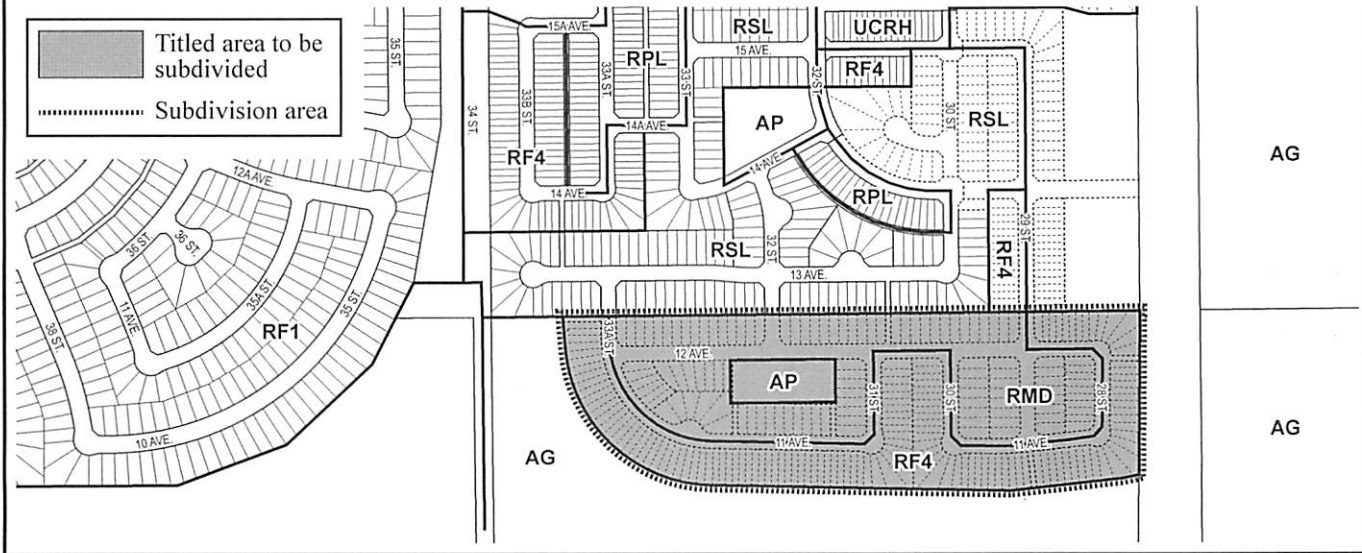 Titled area to be
subdivided
Subdivision area
35 ST.
34 ST.
15A AVE.
33B ST.
33A ST.
RPL
33 ST.
RSL
15 AVE.
32 ST.
UCRH
RF4
30 ST.
RSL
AG
14A AVE.
AP
RF4
14 AVE.
14 AVE.
RPL
29 ST.
12A AVE.
36 ST.
36 ST.
RSL
32 ST.
RF4
13 AVE.
11 AVE.
35A ST.
35 ST.
RF1
38 ST.
10 AVE.
33A ST.
12 AVE.
AP
31 ST.
30 ST.
RMD
28 ST.
11 AVE.
11 AVE.
RF4
AG
AG